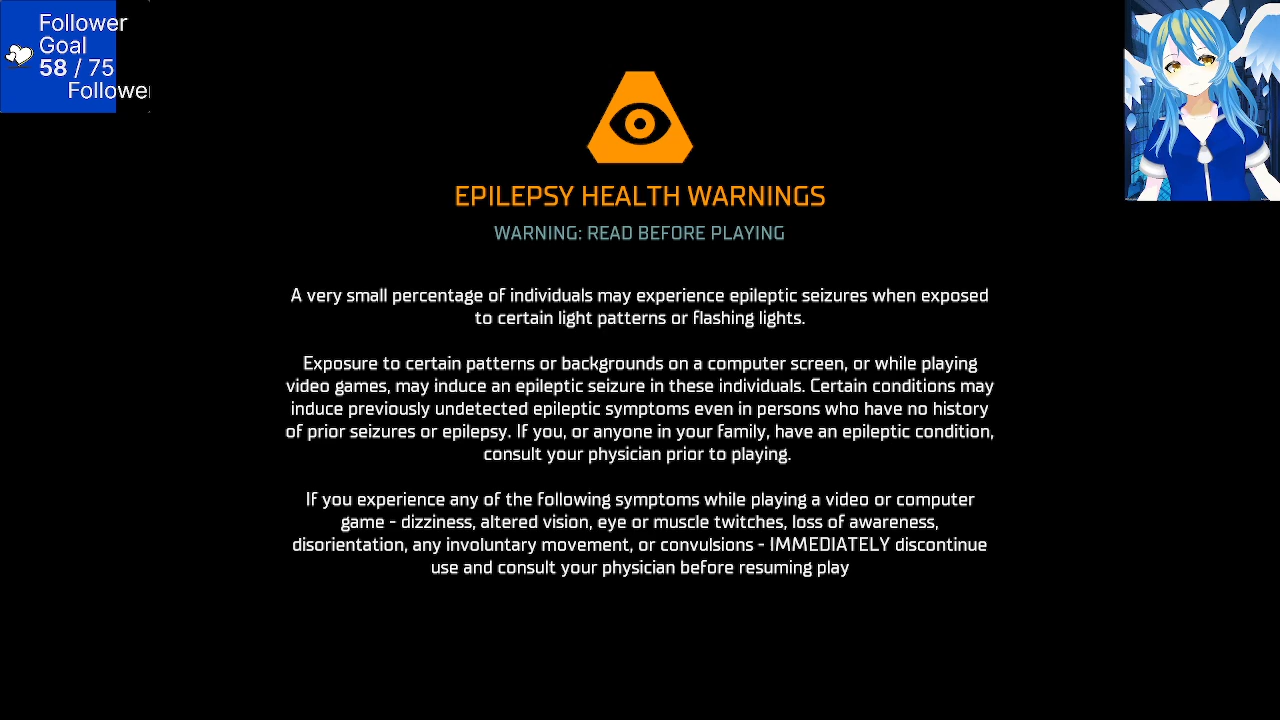 Follower
Goal
58 / 75
Follower
EPILEPSY HEALTH WARNINGS
WARNING: READ BEFORE PLAYING
A very small percentage of individuals may experience epileptic seizures when exposed
to certain light patterns or flashing lights.
Exposure to certain patterns or backgrounds on a computer screen, or while playing
video games, may induce an epileptic seizure in these individuals. Certain conditions may
induce previously undetected epileptic symptoms even in persons who have no history
of prior seizures or epilepsy. If you, or anyone in your family, have an epileptic condition,
consult your physician prior to playing.
If you experience any of the following symptoms while playing a video or computer
game - dizziness, altered vision, eye or muscle twitches, loss of awareness,
disorientation, any involuntary movement, or convulsions - IMMEDIATELY discontinue
use and consult your physician before resuming play